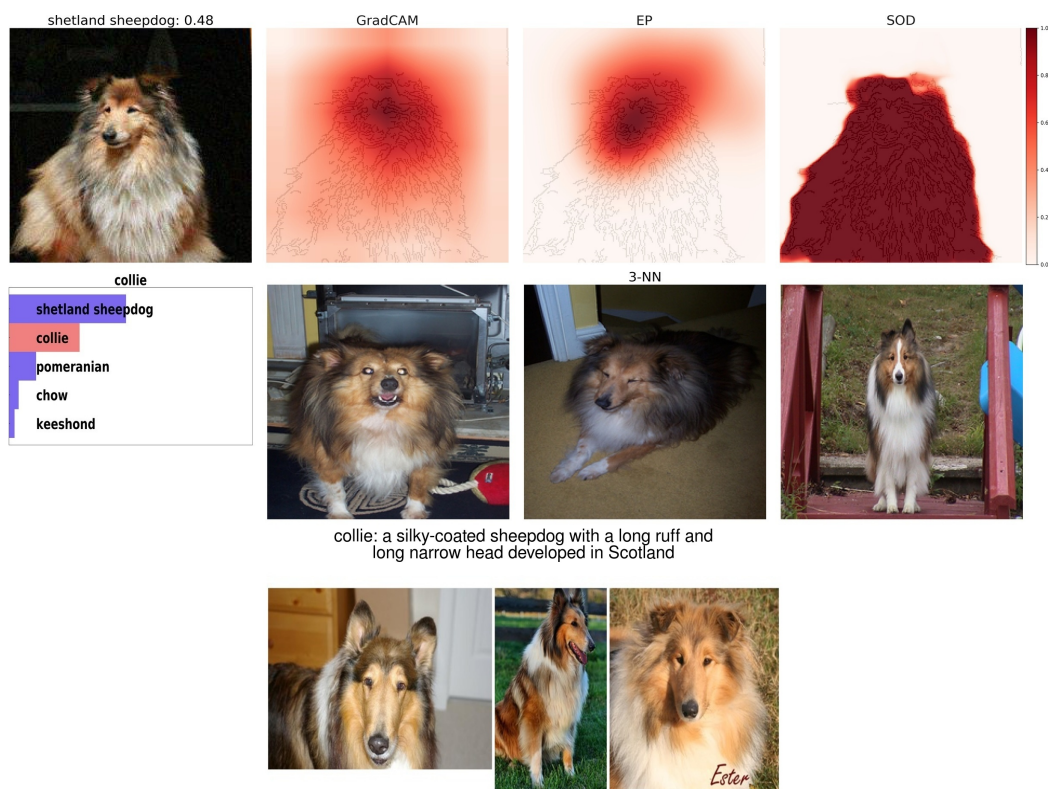 shetland sheepdog: 0.48
GradCAM
EP
SOD
1.0
0.8
0.6
0.4
0.2
0.0
collie
shetland sheepdog
collie
pomeranian
chow
keeshond
3-NN
collie: a silky-coated sheepdog with a long ruff and
long narrow head developed in Scotland
Ester